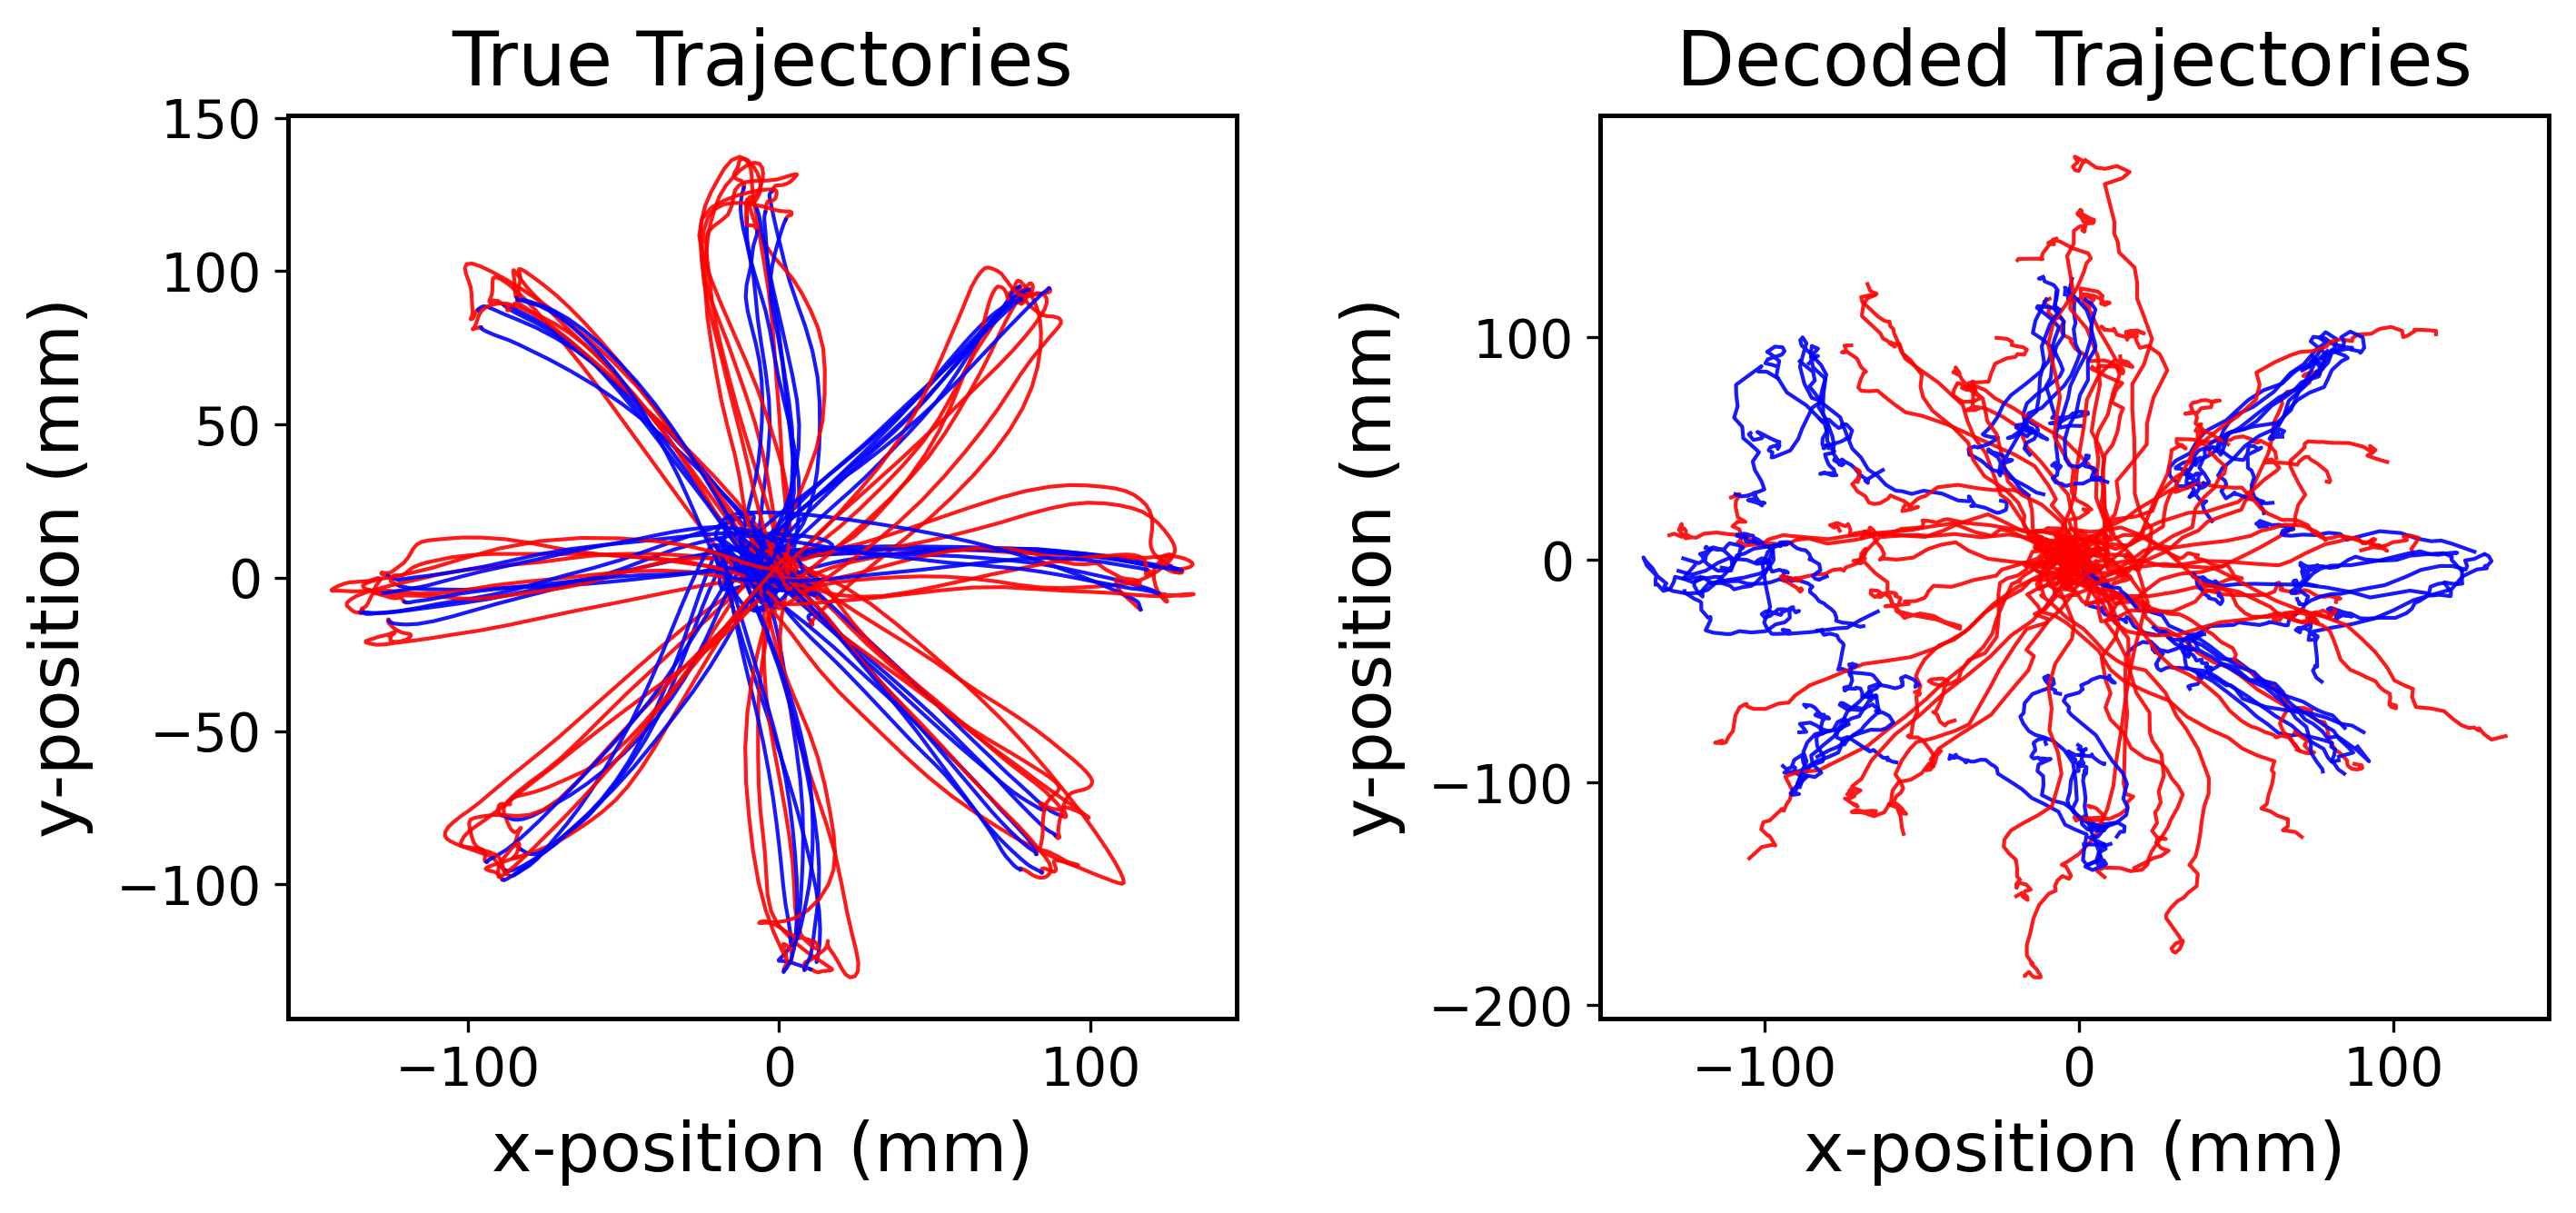 True Trajectories
150
100
50
0
−50
−100
y-position (mm)
−100 0 100
x-position (mm)
Decoded Trajectories
100
0
−100
−200
y-position (mm)
−100 0 100
x-position (mm)